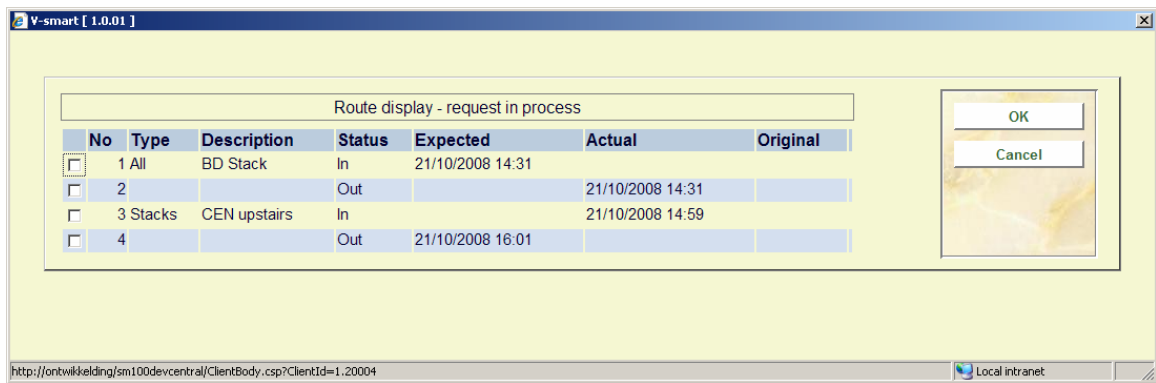 V-smart [ 1.0.01 ]
Route display - request in process
No Type Description Status Expected Actual Original
1 All BD Stack In 21/10/2008 14:31
2 Out 21/10/2008 14:31
3 Stacks CEN upstairs In 21/10/2008 14:59
4 Out 21/10/2008 16:01
OK
Cancel
http://ontwikkelding/sm100devcentral/ClientBody.csp?ClientId=1.20004
Local intranet